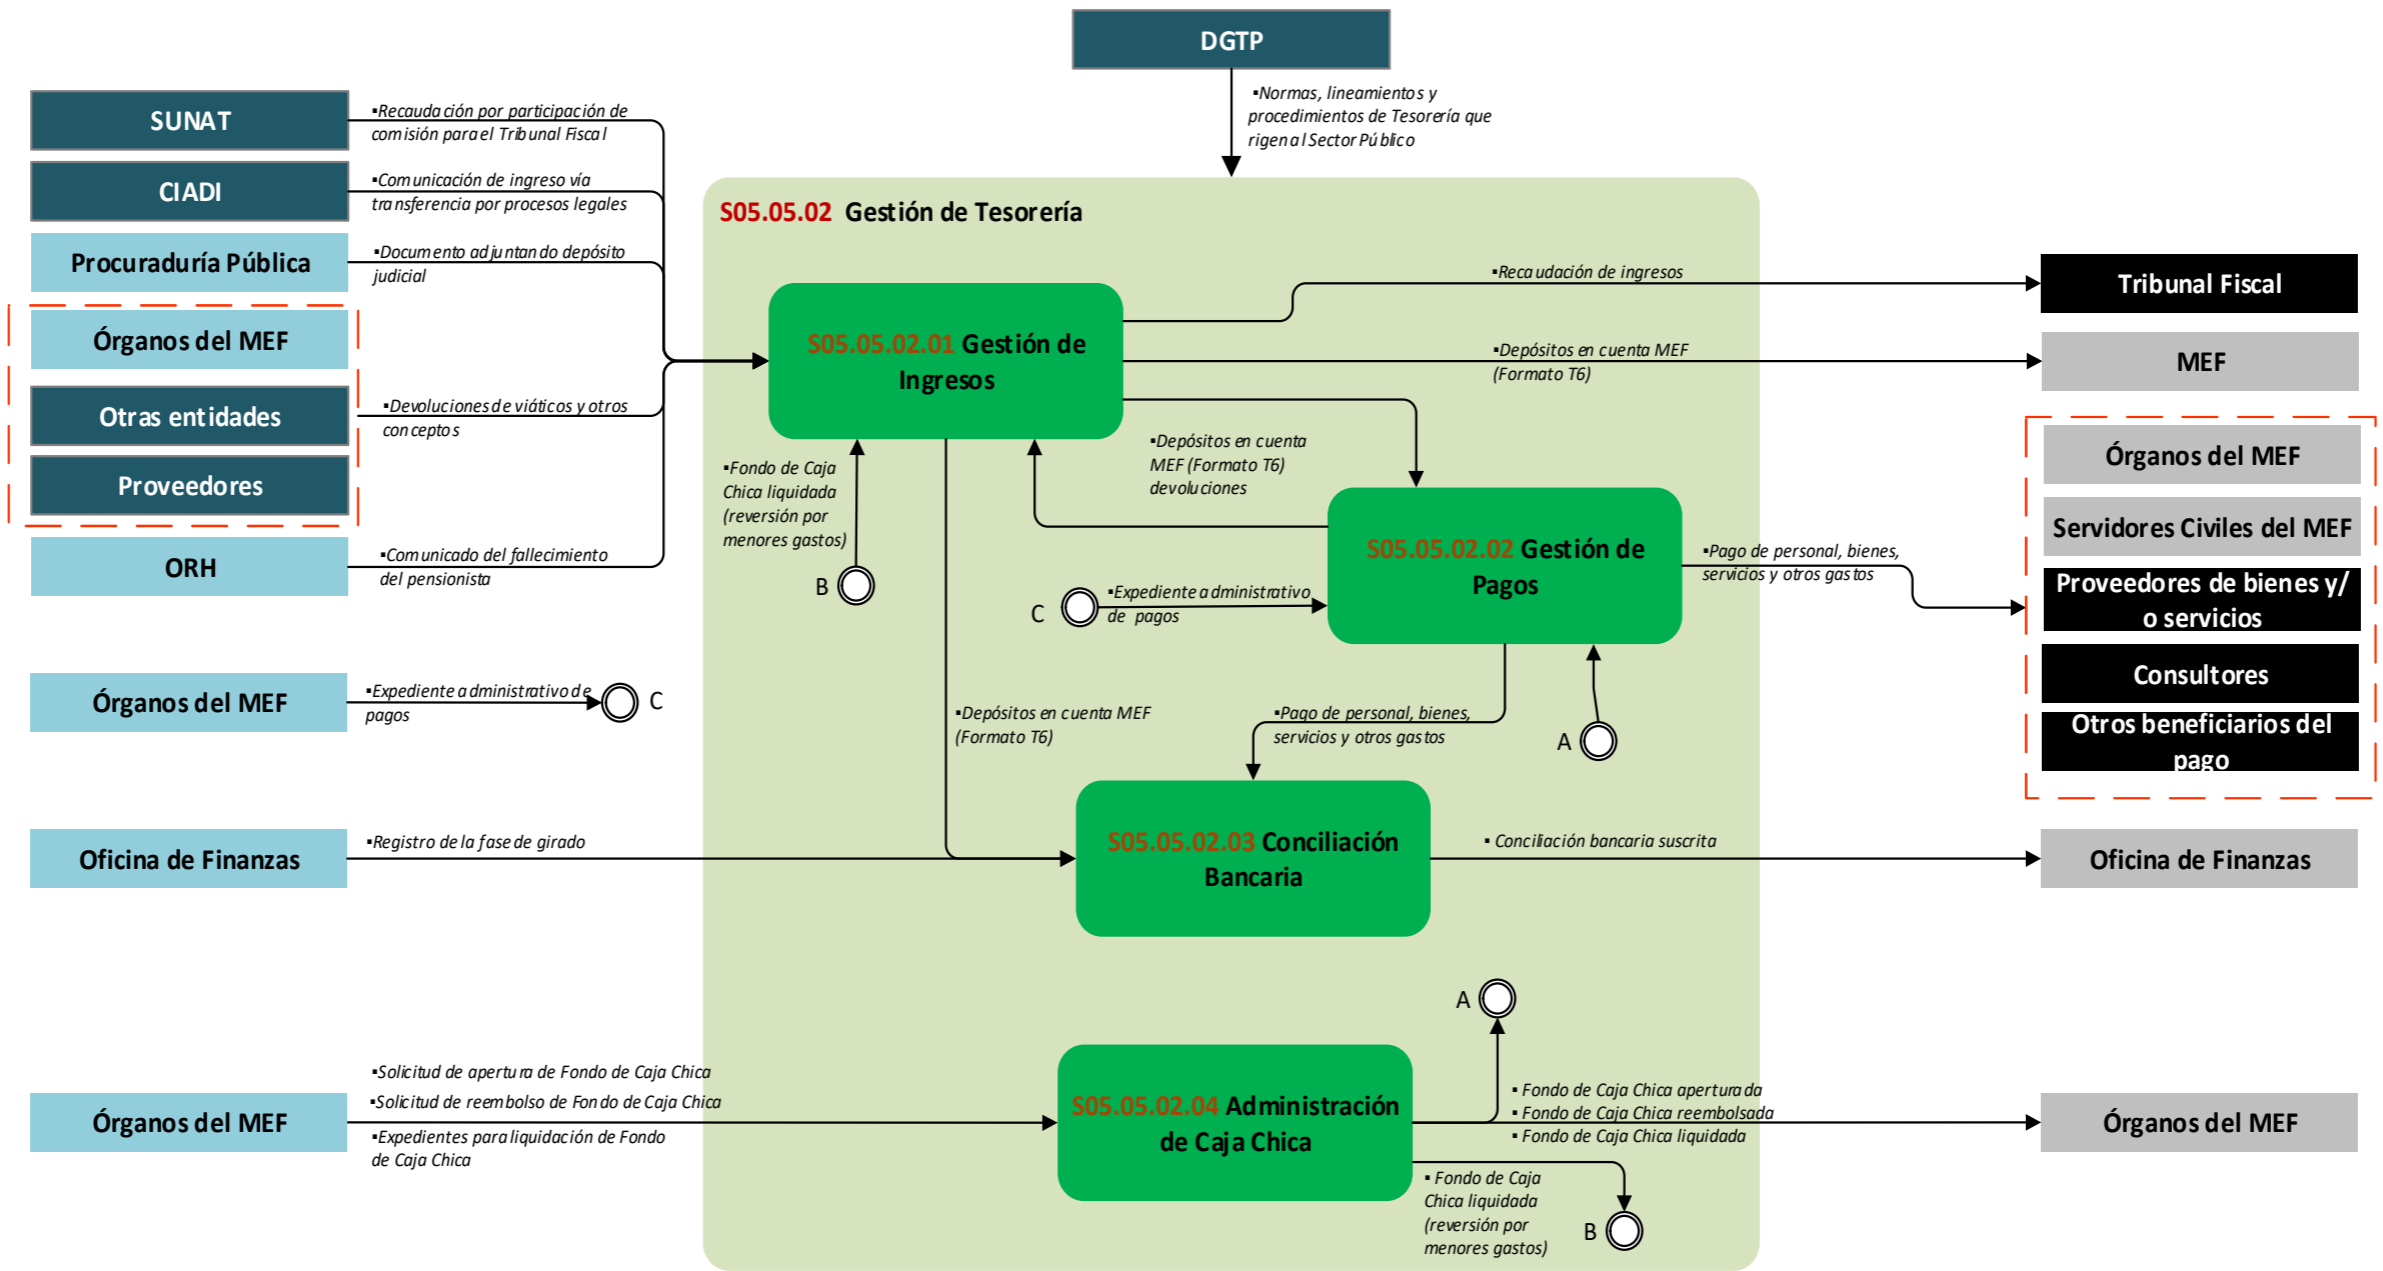 DGTP
▪Normas, lineamientos y
procedimientos de Tesorería que
rigen al Sector Público
SUNAT
▪Recaudación por participación de
comisión para el Tribunal Fiscal
CIADI
▪Comunicación de ingreso vía
transferencia por procesos legales
Procuraduría Pública
▪Documento adjuntando depósito
judicial
Órganos del MEF
Otras entidades
Proveedores
▪Devoluciones de viáticos y otros
conceptos
ORH
▪Comunicado del fallecimiento
del pensionista
Órganos del MEF
▪Expediente administrativo de
pagos
C
Oficina de Finanzas
▪Registro de la fase de girado
Órganos del MEF
▪Solicitud de apertura de Fondo de Caja Chica
▪Solicitud de reembolso de Fondo de Caja Chica
▪Expedientes para liquidación de Fondo
de Caja Chica
S05.05.02 Gestión de Tesorería
S05.05.02.01 Gestión de
Ingresos
▪Fondo de Caja
Chica liquidada
(reversión por
menores gastos)
B
▪Depósitos en cuenta
MEF (Formato T6)
devoluciones
S05.05.02.02 Gestión de
Pagos
C
▪Expediente administrativo
de pagos
▪Depósitos en cuenta MEF
(Formato T6)
▪Pago de personal, bienes,
servicios y otros gastos
A
S05.05.02.03 Conciliación
Bancaria
A
S05.05.02.04 Administración
de Caja Chica
▪ Fondo de Caja Chica aperturada
▪ Fondo de Caja Chica reembolsada
▪ Fondo de Caja Chica liquidada
▪ Fondo de Caja
Chica liquidada
(reversión por
menores gastos)
B
▪Recaudación de ingresos
Tribunal Fiscal
▪Depósitos en cuenta MEF
(Formato T6)
MEF
▪Pago de personal, bienes,
servicios y otros gastos
Órganos del MEF
Servidores Civiles del MEF
Proveedores de bienes y/
o servicios
Consultores
Otros beneficiarios del
pago
▪ Conciliación bancaria suscrita
Oficina de Finanzas
Órganos del MEF